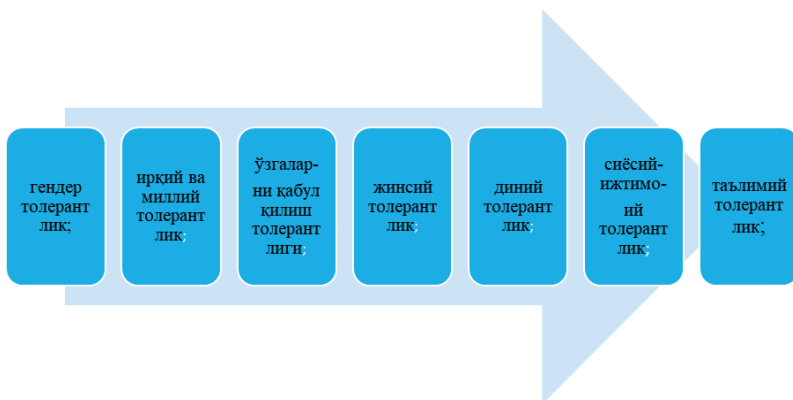 гендер
толерант
лик;
ирқий ва
миллий
толерант
лик;
ўзгалар-
ни қабул
қилиш
толерант
лиги;
жинсий
толерант
лик;
диний
толерант
лик;
сиёсий-
ижтимо-
ий
толерант
лик;
таълимий
толерант
лик;